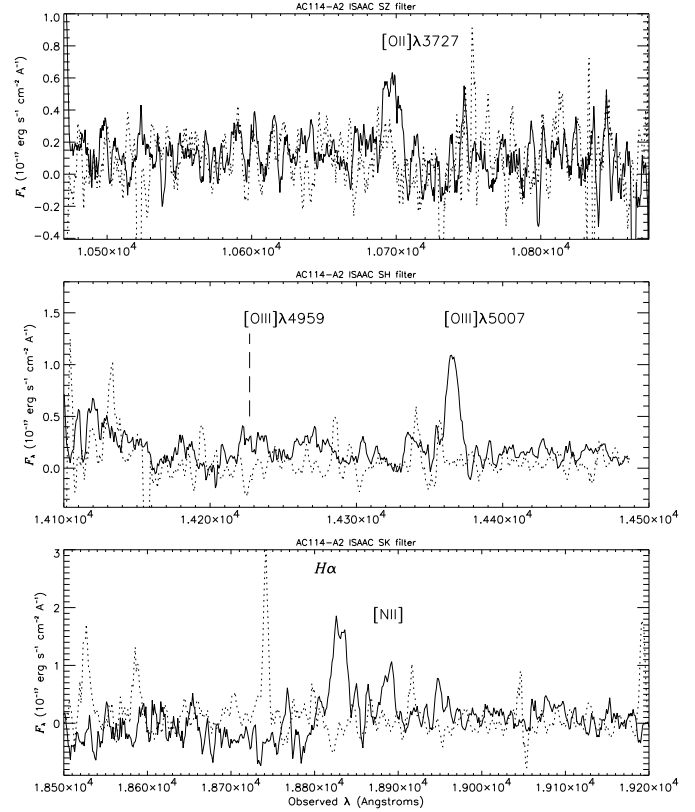 AC114-A2 ISAAC SZ filter
1.0
0.8
0.6
0.4
0.2
0.0
-0.2
-0.4
[OII]λ3727
Fλ (10⁻¹⁷ erg s⁻¹ cm⁻² A⁻¹)
1.050×10⁴ 1.060×10⁴ 1.070×10⁴ 1.080×10⁴
AC114-A2 ISAAC SH filter
1.5
1.0
0.5
0.0
[OIII]λ4959 [OIII]λ5007
Fλ (10⁻¹⁷ erg s⁻¹ cm⁻² A⁻¹)
1.410×10⁴ 1.420×10⁴ 1.430×10⁴ 1.440×10⁴ 1.450×10⁴
AC114-A2 ISAAC SK filter
3
2
1
0
Hα
[NII]
Fλ (10⁻¹⁷ erg s⁻¹ cm⁻² A⁻¹)
1.850×10⁴ 1.860×10⁴ 1.870×10⁴ 1.880×10⁴ 1.890×10⁴ 1.900×10⁴ 1.910×10⁴ 1.920×10⁴
Observed λ (Angstroms)